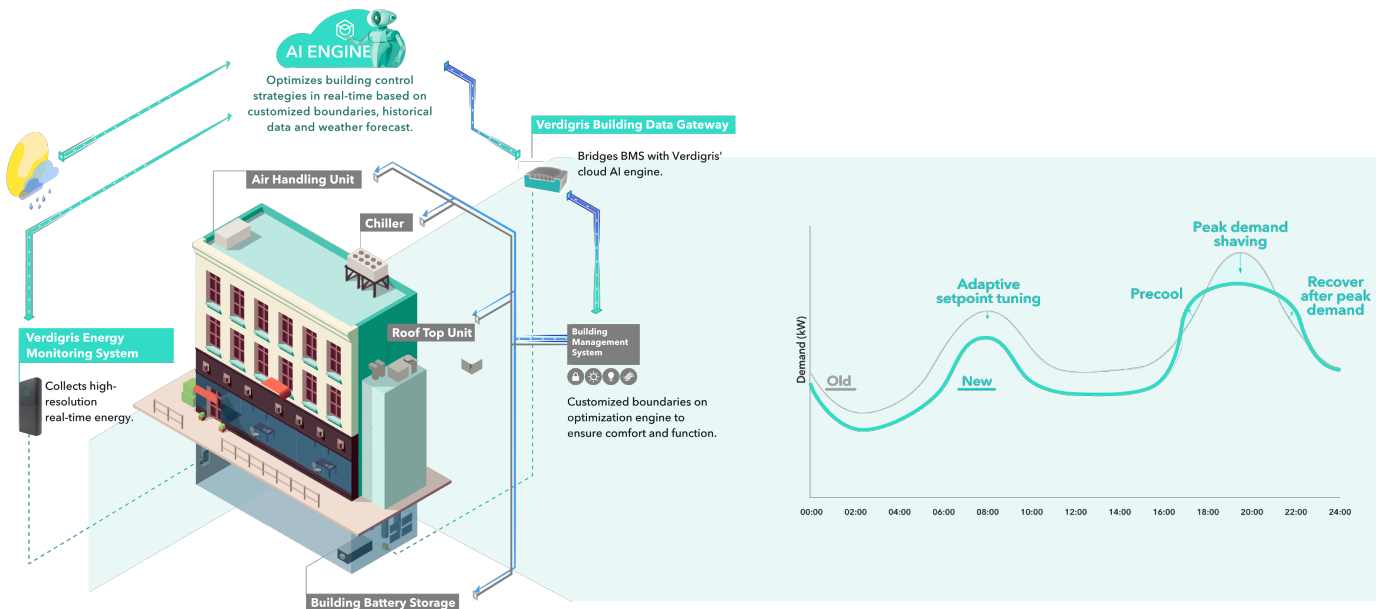 AI ENGINE
Optimizes building control
strategies in real-time based on
customized boundaries, historical
data and weather forecast.
Verdigris Building Data Gateway
Bridges BMS with Verdigris'
cloud AI engine.
Air Handling Unit
Chiller
Roof Top Unit
Verdigris Energy
Monitoring System
Collects high-
resolution
real-time energy.
Building
Management
System
Customized boundaries on
optimization engine to
ensure comfort and function.
Building Battery Storage
Peak demand
shaving
Adaptive
setpoint tuning
Precool
Recover
after peak
demand
Demand (kW)
Old
New
00:00 02:00 04:00 06:00 08:00 10:00 12:00 14:00 16:00 18:00 20:00 22:00 24:00